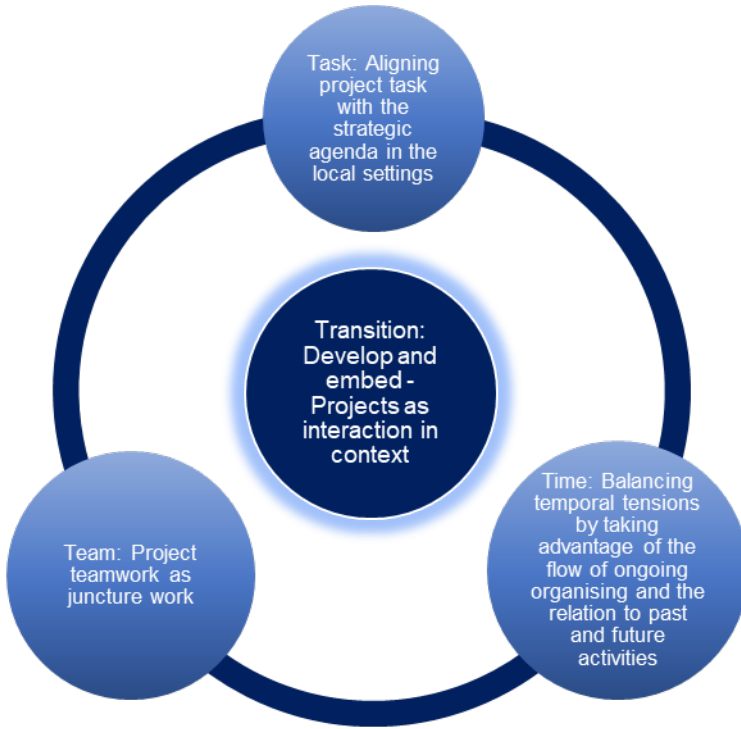 Task: Aligning
project task
with the
strategic
agenda in the
local settings
Transition:
Develop and
embed -
Projects as
interaction in
context
Team: Project
teamwork as
juncture work
Time: Balancing
temporal tensions
by taking
advantage of the
flow of ongoing
organising and the
relation to past
and future
activities